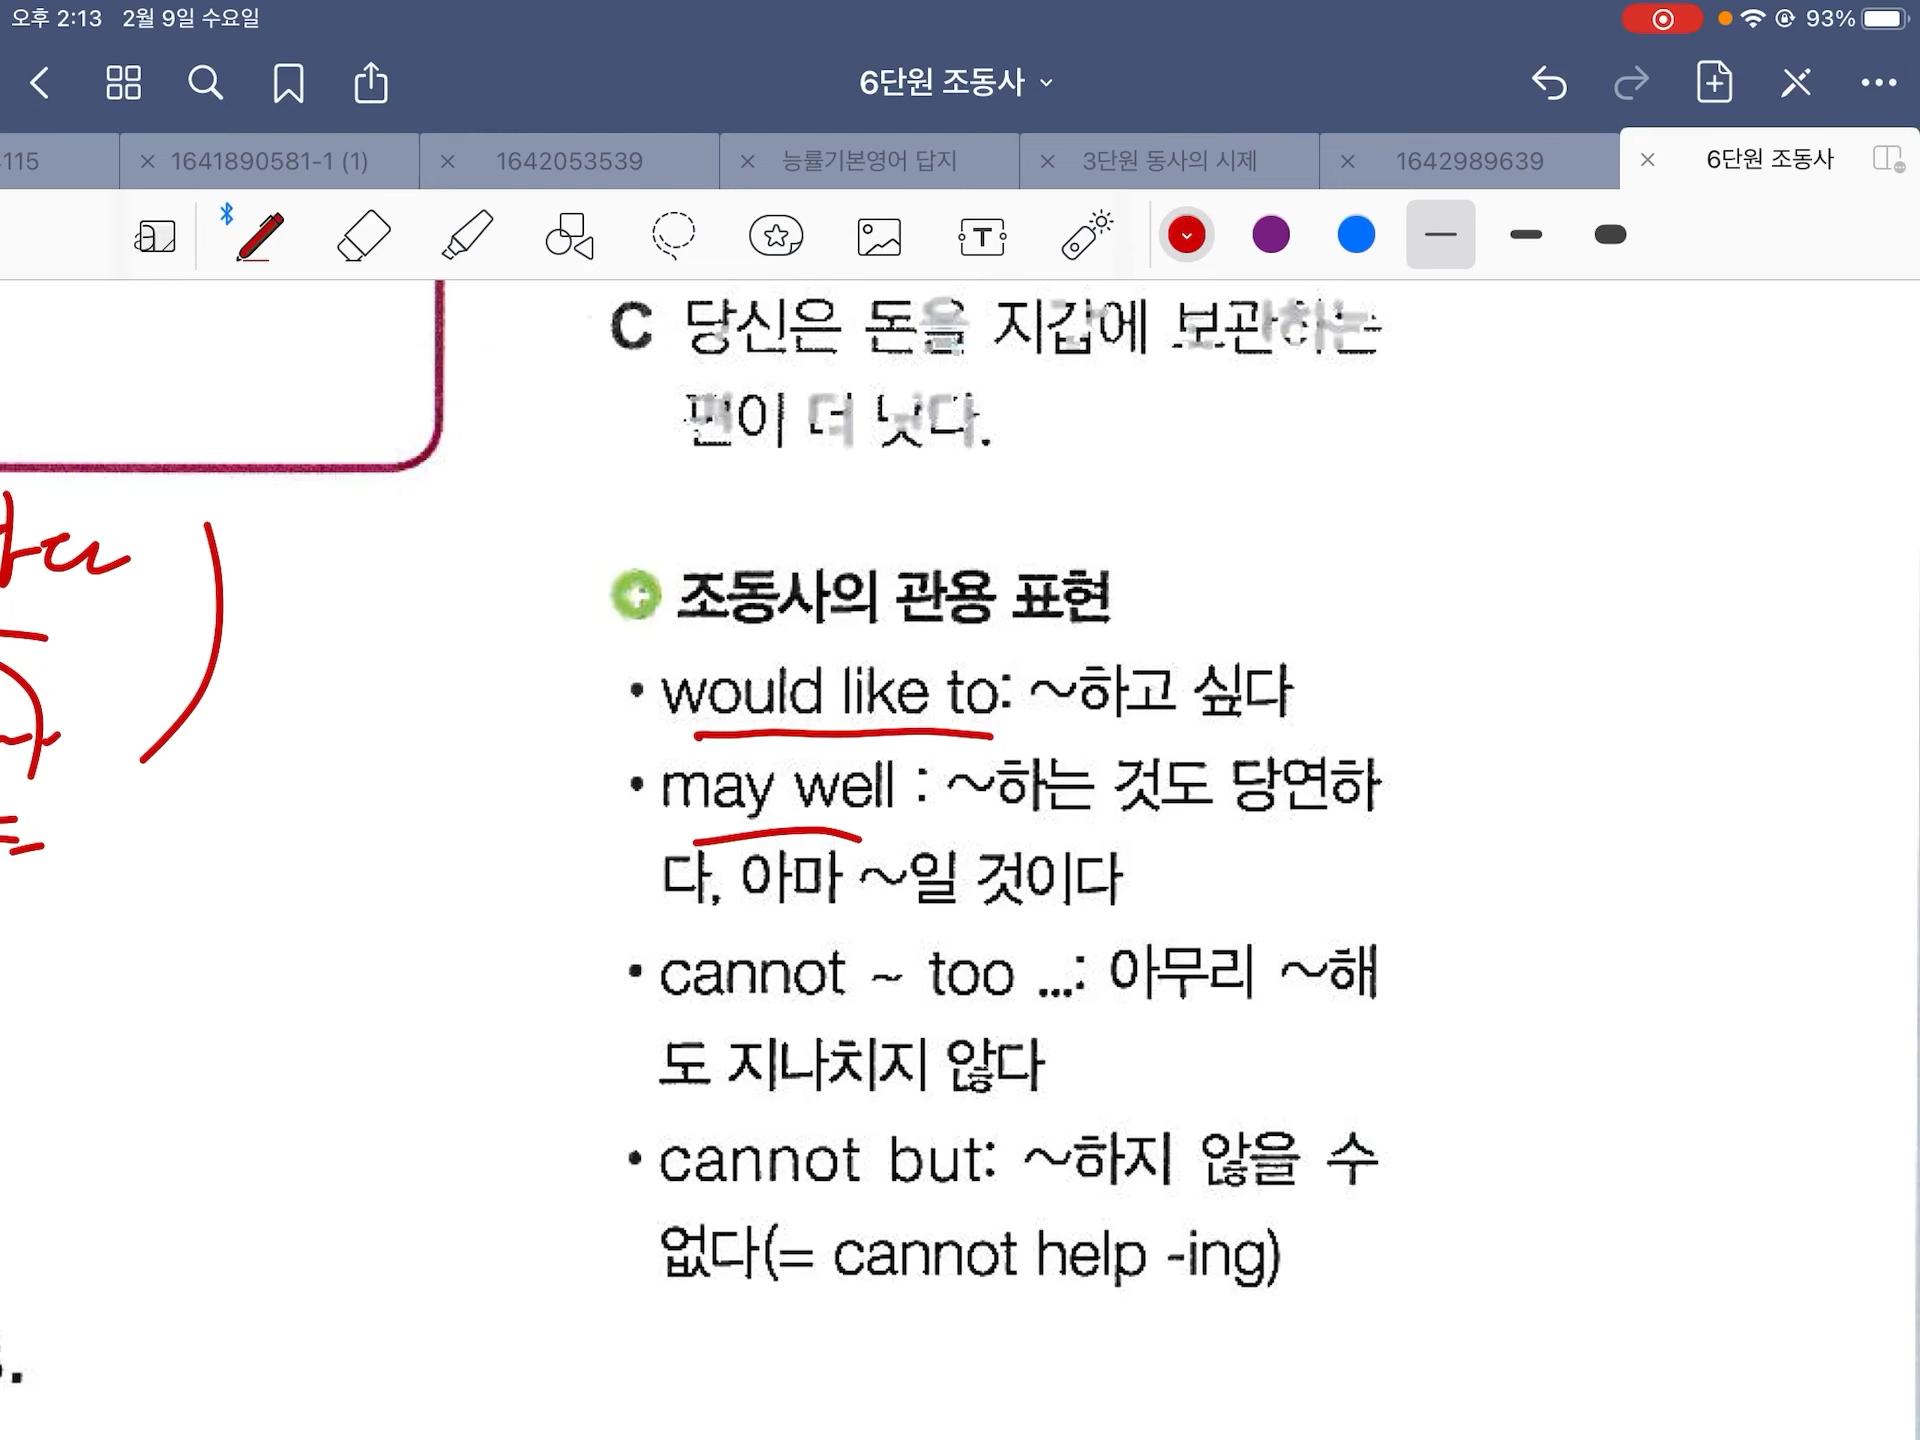 오후 2:13 2월 9일 수요일 93%
6단원 조동사
115 1641890581-1 (1) 1642053539 능률기본영어 답지 3단원 동사의 시제 1642989639 6단원 조동사
C 당신은 돈을 지갑에 보관하는
편이 더 낫다.
조동사의 관용 표현
• would like to: ～하고 싶다
• may well : ～하는 것도 당연하
다, 아마 ～일 것이다
• cannot ~ too ...: 아무리 ～해
도 지나치지 않다
• cannot but: ～하지 않을 수
없다(= cannot help -ing)